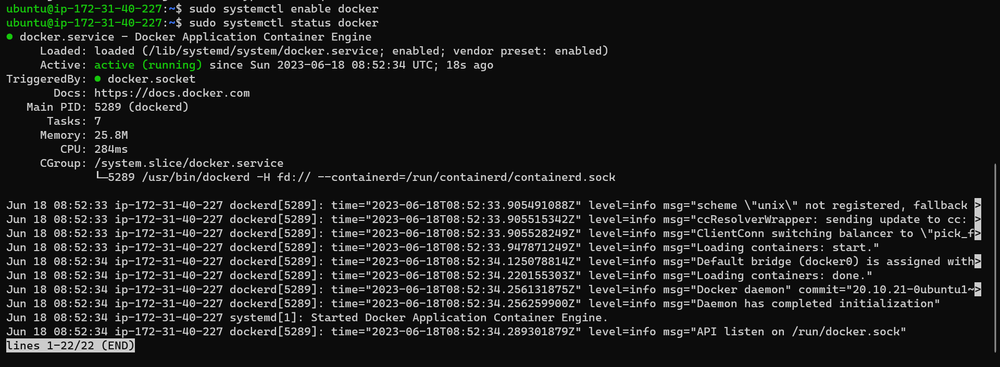 ubuntu@ip-172-31-40-227:~$ sudo systemctl enable docker
ubuntu@ip-172-31-40-227:~$ sudo systemctl status docker
● docker.service - Docker Application Container Engine
     Loaded: loaded (/lib/systemd/system/docker.service; enabled; vendor preset: enabled)
     Active: active (running) since Sun 2023-06-18 08:52:34 UTC; 18s ago
TriggeredBy: ● docker.socket
       Docs: https://docs.docker.com
   Main PID: 5289 (dockerd)
      Tasks: 7
     Memory: 25.8M
        CPU: 284ms
     CGroup: /system.slice/docker.service
             └─5289 /usr/bin/dockerd -H fd:// --containerd=/run/containerd/containerd.sock

Jun 18 08:52:33 ip-172-31-40-227 dockerd[5289]: time="2023-06-18T08:52:33.905491088Z" level=info msg="scheme \"unix\" not registered, fallback >
Jun 18 08:52:33 ip-172-31-40-227 dockerd[5289]: time="2023-06-18T08:52:33.905515342Z" level=info msg="ccResolverWrapper: sending update to cc: >
Jun 18 08:52:33 ip-172-31-40-227 dockerd[5289]: time="2023-06-18T08:52:33.905528249Z" level=info msg="ClientConn switching balancer to \"pick_f>
Jun 18 08:52:33 ip-172-31-40-227 dockerd[5289]: time="2023-06-18T08:52:33.947871249Z" level=info msg="Loading containers: start."
Jun 18 08:52:34 ip-172-31-40-227 dockerd[5289]: time="2023-06-18T08:52:34.125078814Z" level=info msg="Default bridge (docker0) is assigned with>
Jun 18 08:52:34 ip-172-31-40-227 dockerd[5289]: time="2023-06-18T08:52:34.220155303Z" level=info msg="Loading containers: done."
Jun 18 08:52:34 ip-172-31-40-227 dockerd[5289]: time="2023-06-18T08:52:34.256131875Z" level=info msg="Docker daemon" commit="20.10.21-0ubuntu1~>
Jun 18 08:52:34 ip-172-31-40-227 dockerd[5289]: time="2023-06-18T08:52:34.256259900Z" level=info msg="Daemon has completed initialization"
Jun 18 08:52:34 ip-172-31-40-227 systemd[1]: Started Docker Application Container Engine.
Jun 18 08:52:34 ip-172-31-40-227 dockerd[5289]: time="2023-06-18T08:52:34.289301879Z" level=info msg="API listen on /run/docker.sock"
lines 1-22/22 (END)